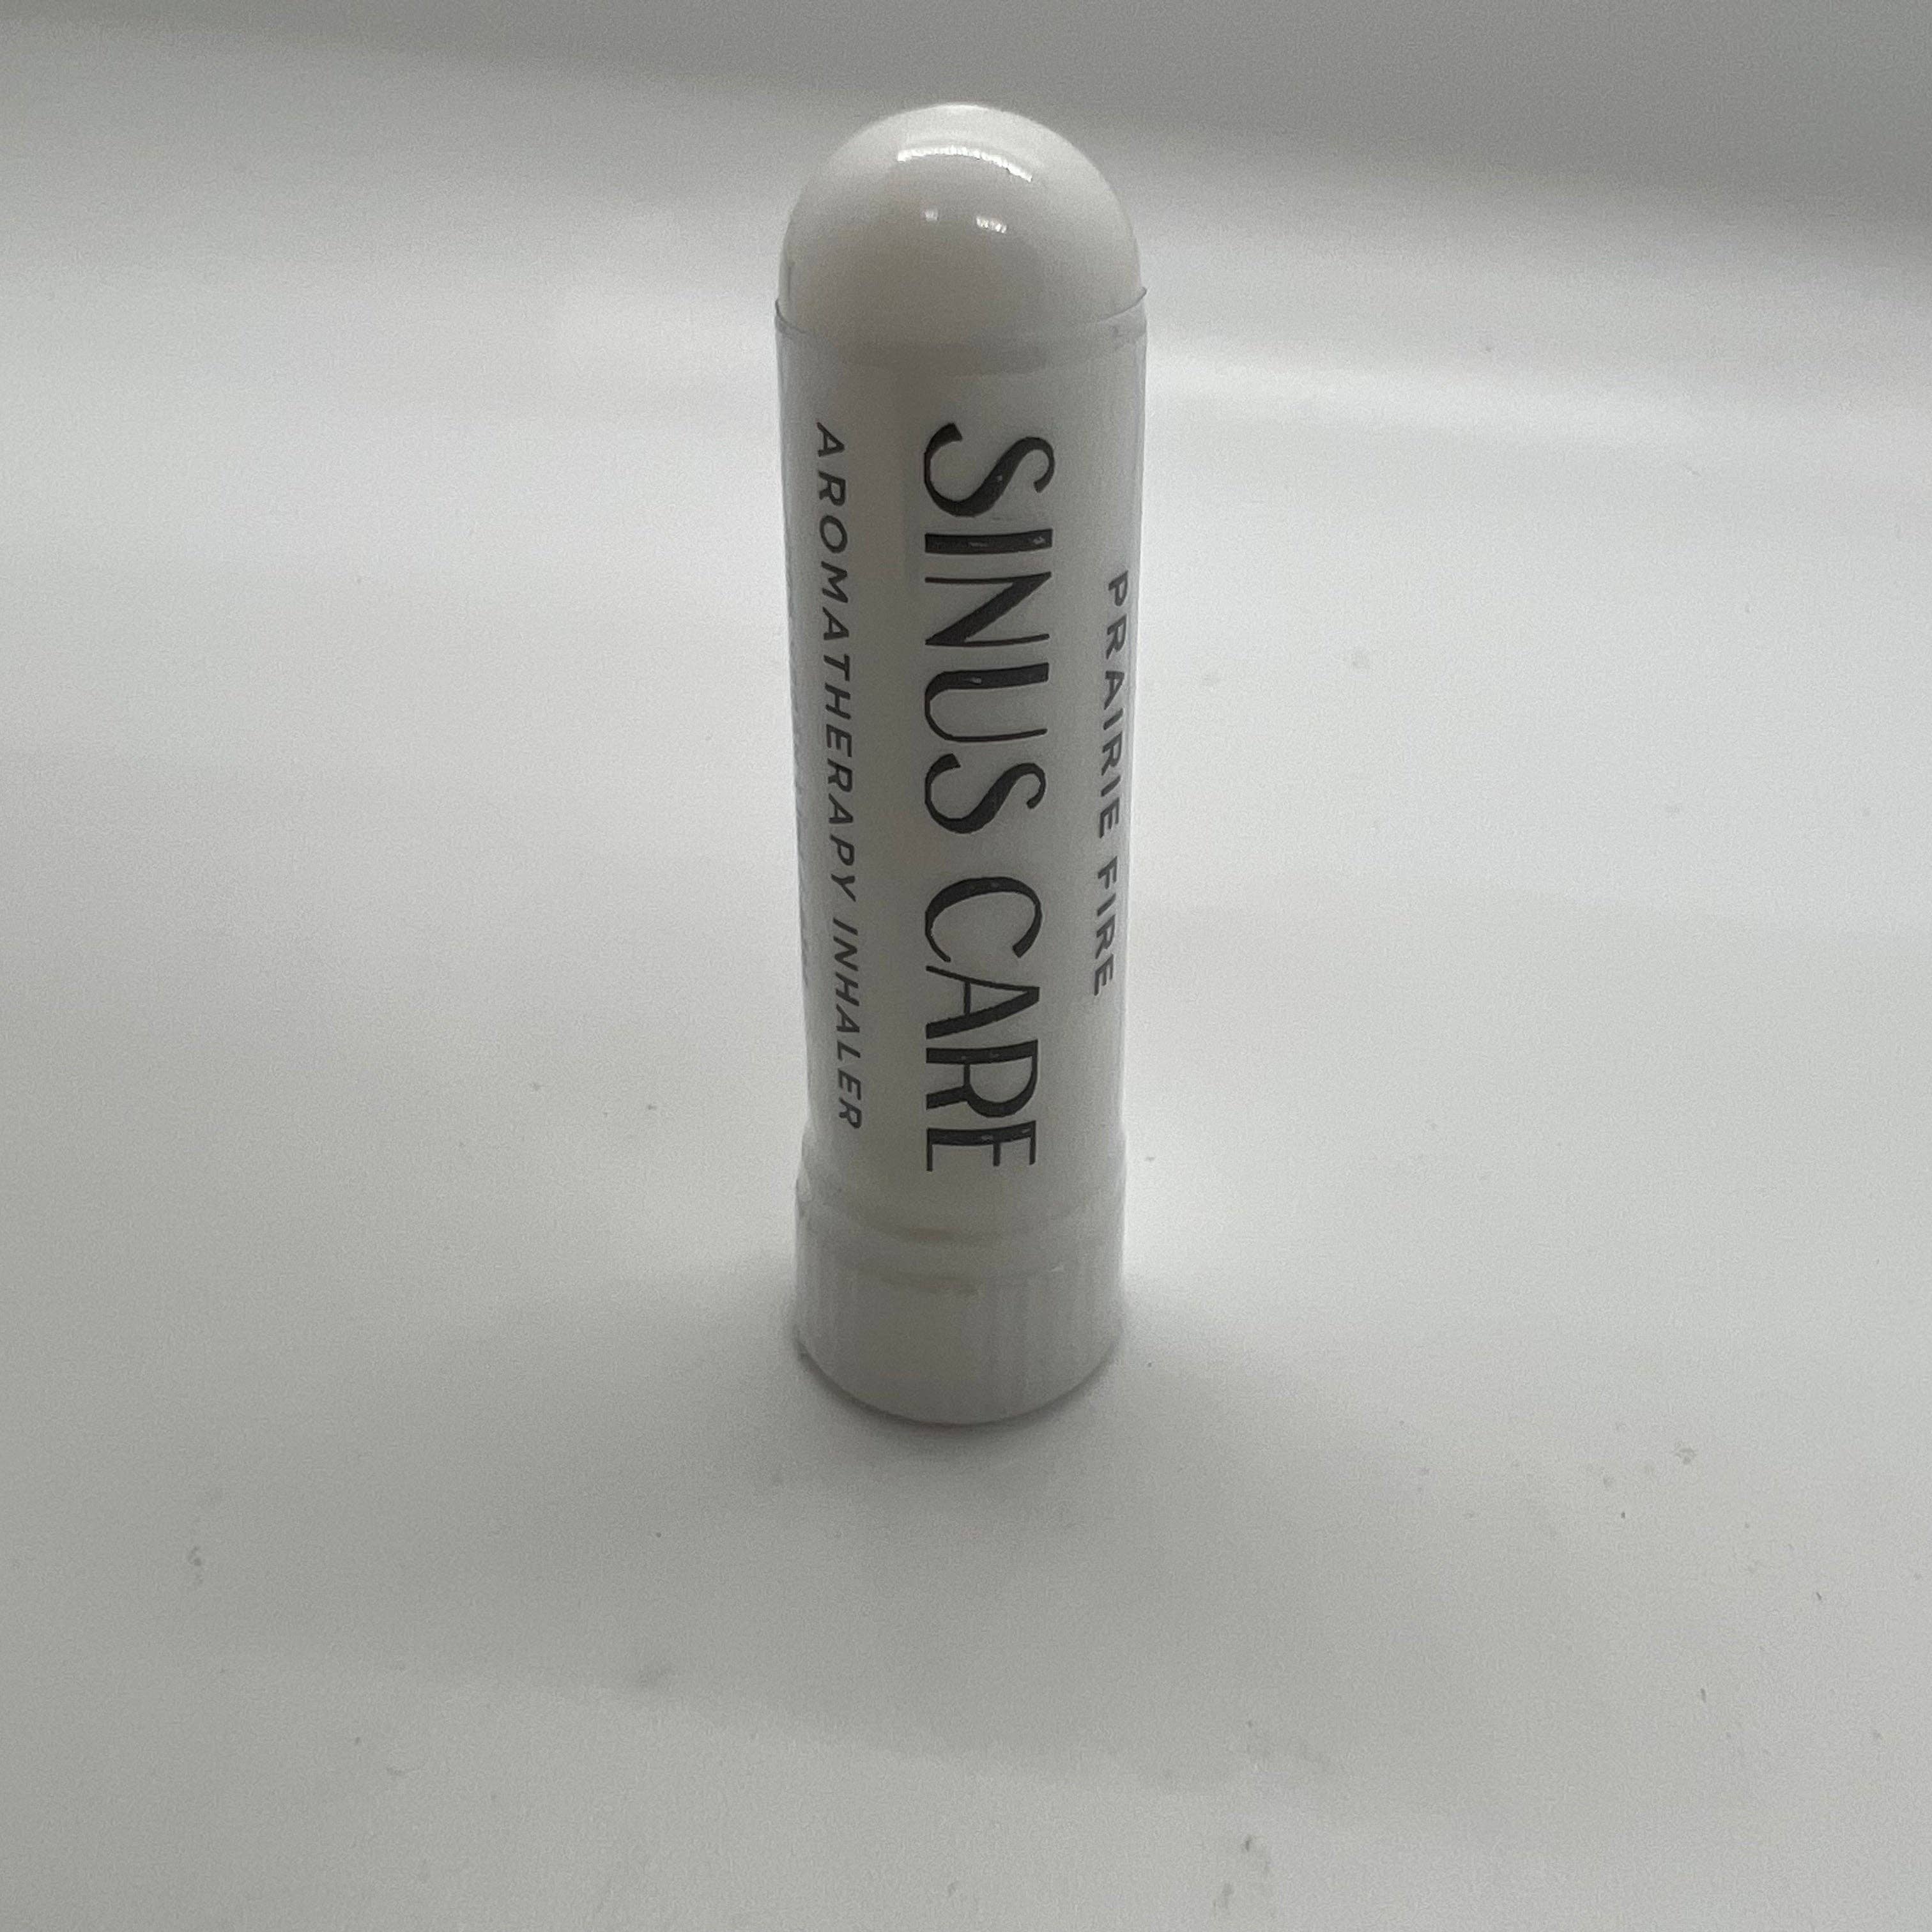 PRAIRIE FIRE
SINUS CARE
AROMATHERAPY INHALER